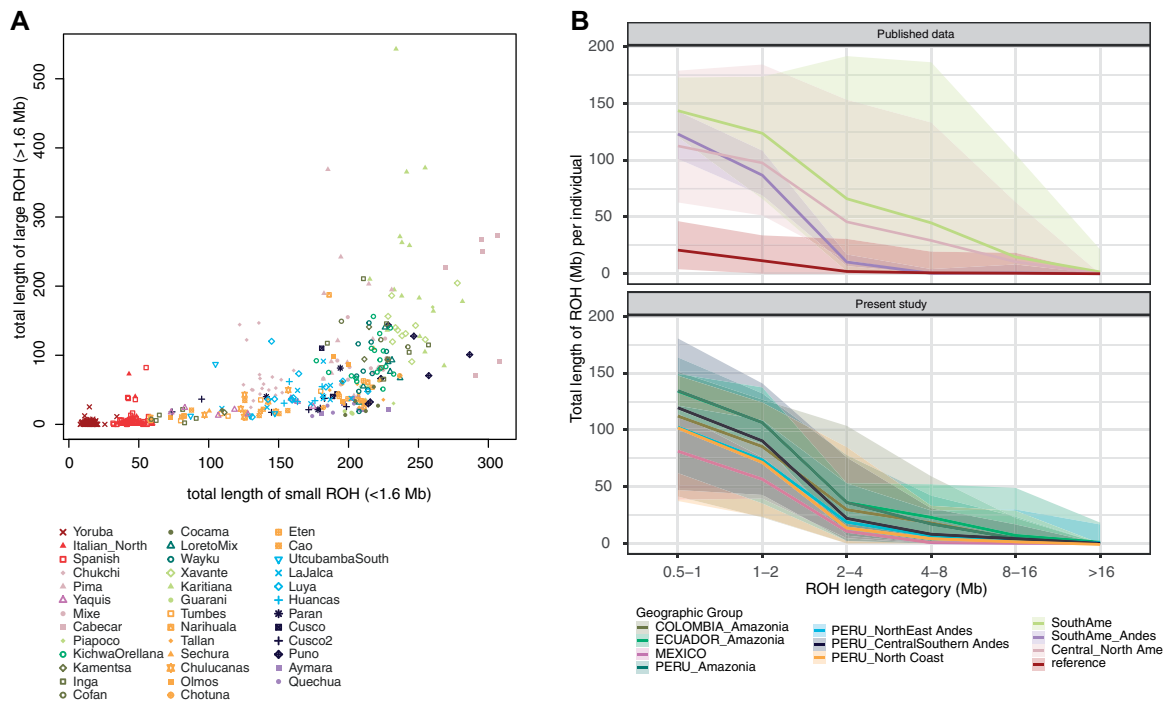 A
total length of large ROH (>1.6 Mb)
500
400
300
200
100
0
0 50 100 150 200 250 300
total length of small ROH (<1.6 Mb)
Yoruba
Italian_North
Spanish
Chukchi
Pima
Yaquis
Mixe
Cabecar
Piapoco
KichwaOrellana
Kamentsa
Inga
Cofan
Cocama
LoretoMix
Wayku
Xavante
Karitiana
Guarani
Tumbes
Narihuala
Tallan
Sechura
Chulucanas
Olmos
Chotuna
Eten
Cao
UtcubambaSouth
LaJalca
Luya
Huancas
Paran
Cusco
Cusco2
Puno
Aymara
Quechua
B
Published data
Total length of ROH (Mb) per individual
200
150
100
50
0
Present study
200
150
100
50
0
0.5−1 1−2 2−4 4−8 8−16 >16
ROH length category (Mb)
Geographic Group
COLOMBIA_Amazonia
ECUADOR_Amazonia
MEXICO
PERU_Amazonia
PERU_NorthEast Andes
PERU_CentralSouthern Andes
PERU_North Coast
SouthAme
SouthAme_Andes
Central_North Ame
reference